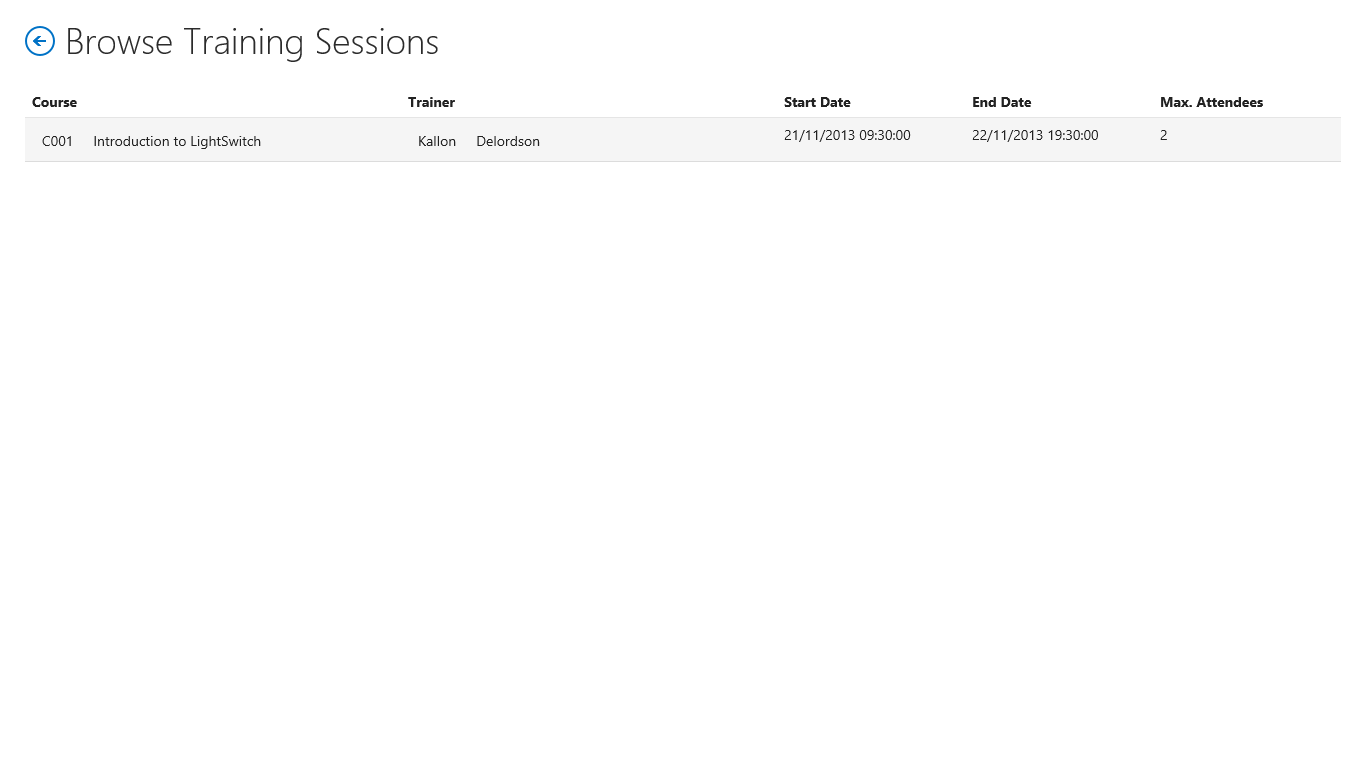 Browse Training Sessions
Course Trainer Start Date End Date Max. Attendees
C001 Introduction to LightSwitch Kallon Delordson 21/11/2013 09:30:00 22/11/2013 19:30:00 2